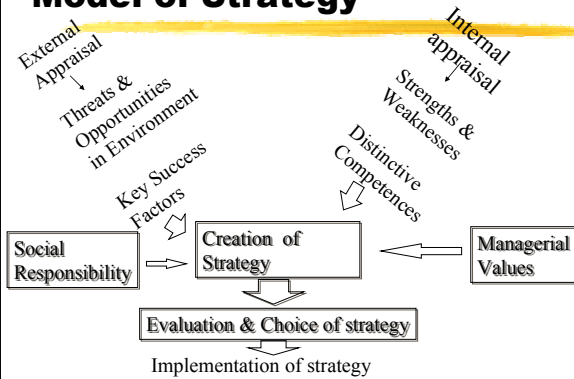 Model of Strategy
External
Appraisal
Threats &
Opportunities
in Environment
Key Success
Factors
Internal
appraisal
Strengths &
Weaknesses
Distinctive
Competences
Social
Responsibility
Creation of
Strategy
Managerial
Values
Evaluation & Choice of strategy
Implementation of strategy